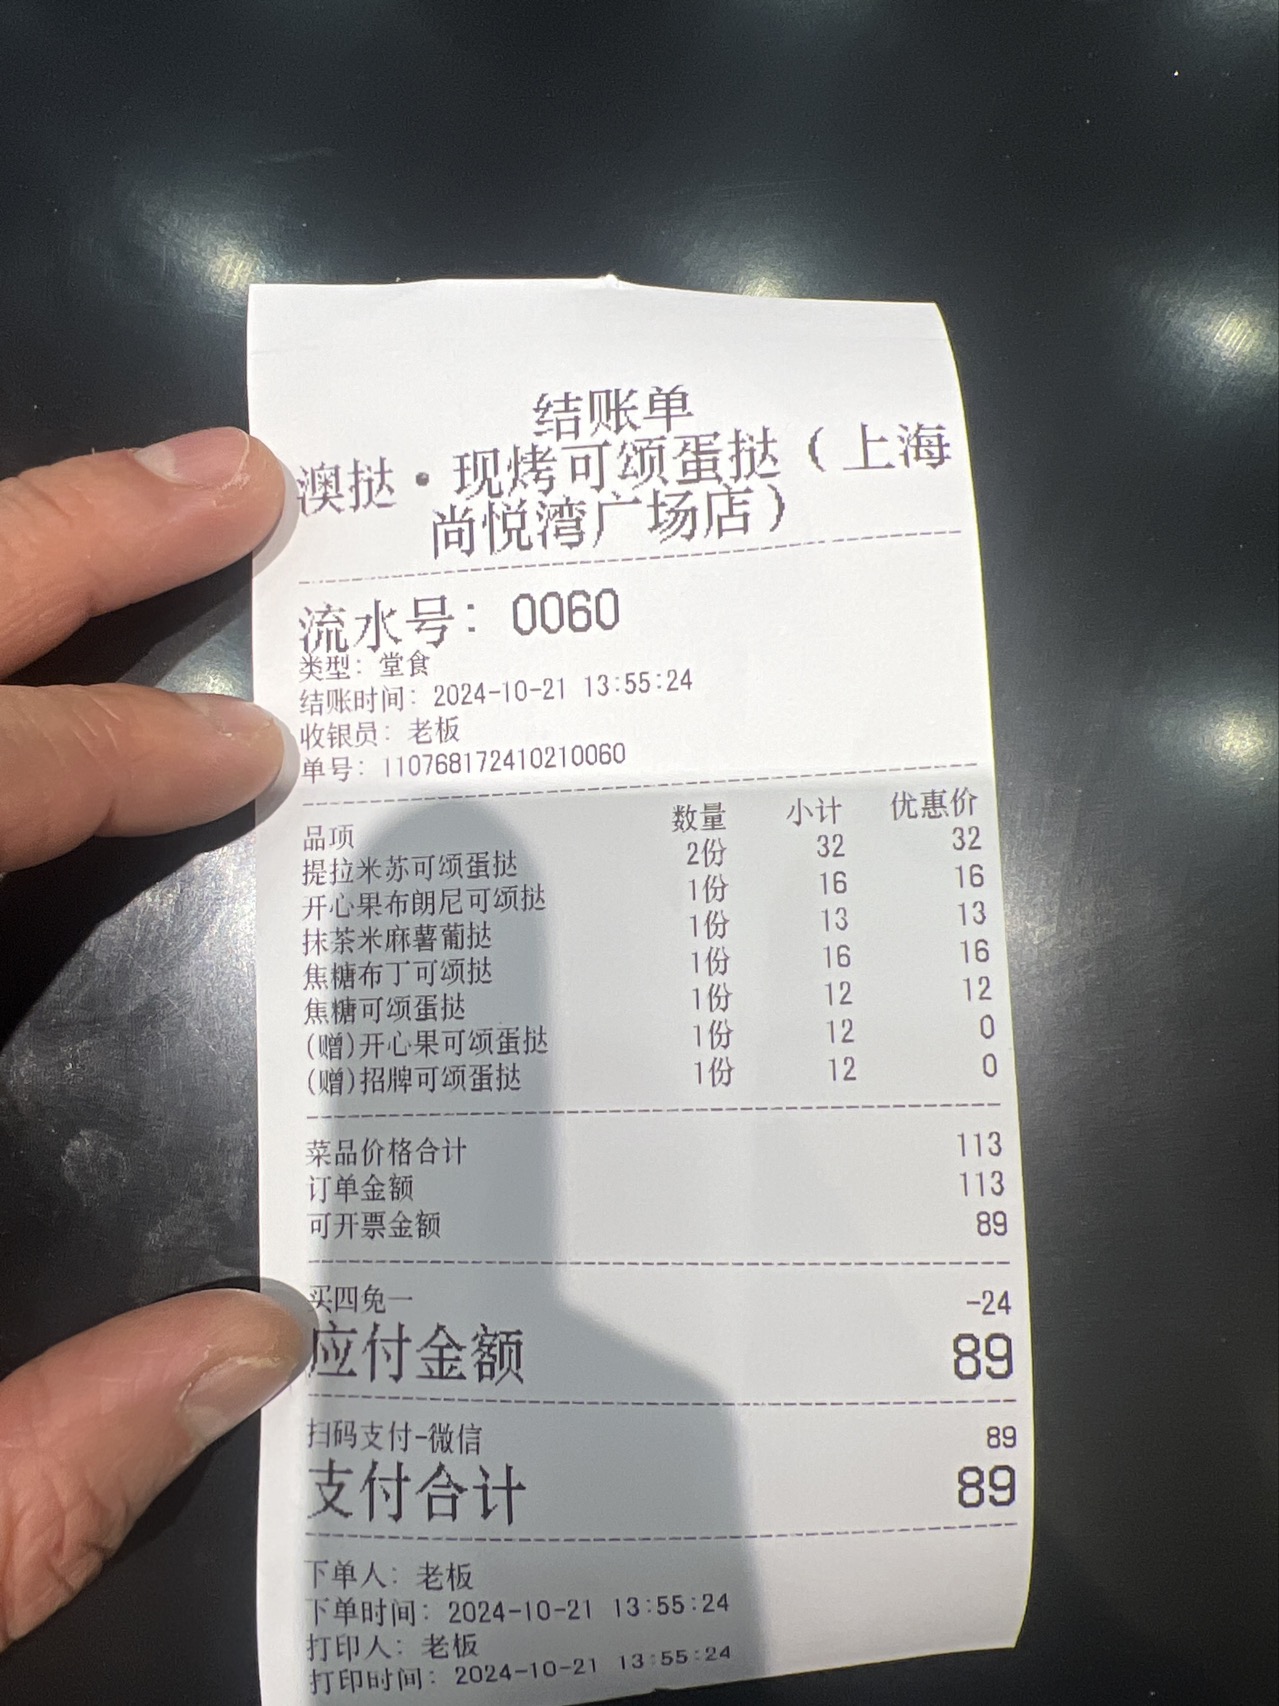 结账单
澳挞·现烤可颂蛋挞（上海
尚悦湾广场店）
流水号：0060
类型：堂食
结账时间：2024-10-21 13:55:24
收银员：老板
单号：110768172410210060
品项 数量 小计 优惠价
提拉米苏可颂蛋挞 2份 32 32
开心果布朗尼可颂挞 1份 16 16
抹茶米麻薯葡挞 1份 13 13
焦糖布丁可颂挞 1份 16 16
焦糖可颂蛋挞 1份 12 12
(赠)开心果可颂蛋挞 1份 12 0
(赠)招牌可颂蛋挞 1份 12 0
菜品价格合计 113
订单金额 113
可开票金额 89
买四免一 -24
应付金额 89
扫码支付-微信 89
支付合计 89
下单人：老板
下单时间：2024-10-21 13:55:24
打印人：老板
打印时间：2024-10-21 13:55:24